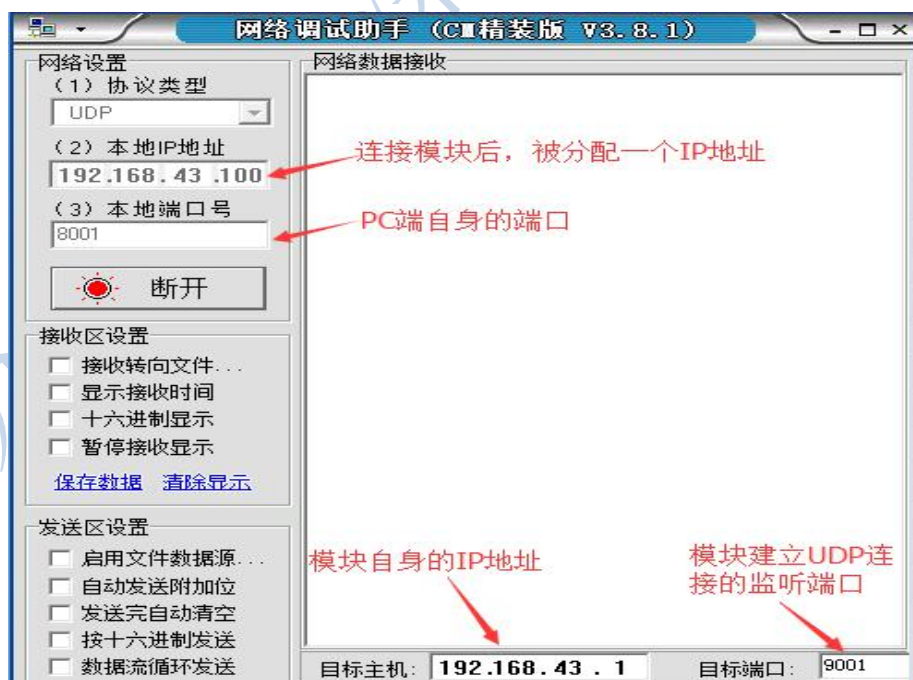 网络调试助手 (CM精装版 V3.8.1)
网络设置
(1) 协议类型
UDP
(2) 本地IP地址
192.168. 43 .100
(3) 本地端口号
8001
断开
接收区设置
接收转向文件...
显示接收时间
十六进制显示
暂停接收显示
保存数据 清除显示
发送区设置
启用文件数据源...
自动发送附加位
发送完自动清空
按十六进制发送
数据流循环发送
网络数据接收
连接模块后，被分配一个IP地址
PC端自身的端口
模块自身的IP地址
模块建立UDP连
接的监听端口
目标主机: 192.168. 43 . 1 目标端口: 9001